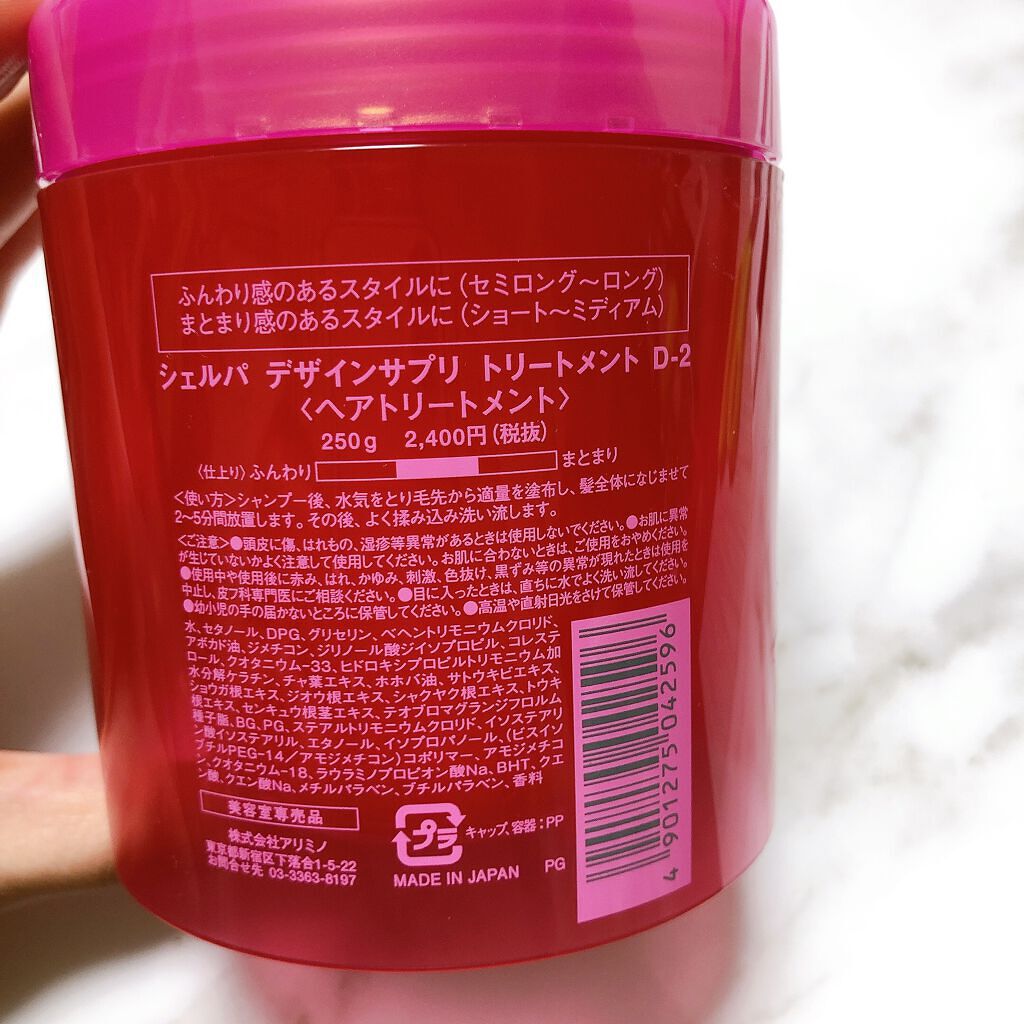 ふんわり感のあるスタイルに(セミロング〜ロング)
まとまり感のあるスタイルに(ショート〜ミディアム)
シェルパ デザインサプリ トリートメント D-2
〈ヘアトリートメント〉
250g 2,400円(税抜)
〈仕上り〉ふんわり まとまり
<使い方>シャンプー後、水気をとり毛先から適量を塗布し、髪全体になじませて
2〜5分間放置します。その後、よく揉み込み洗い流します。
<ご注意>●頭皮に傷、はれもの、湿疹等異常があるときは使用しないでください。●お肌に異常
が生じていないかよく注意して使用してください。お肌に合わないときは、ご使用をおやめください。
●使用中や使用後に赤み、はれ、かゆみ、刺激、色抜け、黒ずみ等の異常が現れたときは使用を
中止し、皮フ科専門医にご相談ください。●目に入ったときは、直ちに水でよく洗い流してください。
●幼小児の手の届かないところに保管してください。●高温や直射日光をさけて保管してください。
水、セタノール、DPG、グリセリン、ベヘントリモニウムクロリド、
アボカド油、ジメチコン、ジリノール酸ジイソプロピル、コレステ
ロール、クオタニウム-33、ヒドロキシプロピルトリモニウム加
水分解ケラチン、チャ葉エキス、ホホバ油、サトウキビエキス、
ショウガ根エキス、ジオウ根エキス、シャクヤク根エキス、トウキ
根エキス、センキュウ根茎エキス、テオブロマグランジフロルム
種子脂、BG、PG、ステアルトリモニウムクロリド、イソステアリ
ン酸イソステアリル、エタノール、イソプロパノール、(ビスイソ
ブチルPEG-14/アモジメチコン)コポリマー、アモジメチコ
ン、クオタニウム-18、ラウラミノプロピオン酸Na、BHT、クエ
ン酸、クエン酸Na、メチルパラベン、ブチルパラベン、香料
美容室専売品
株式会社アリミノ
東京都新宿区下落合1-5-22
お問合せ先 03-3363-8197
プラ
キャップ、容器:PP
MADE IN JAPAN PG
4 901275 042596